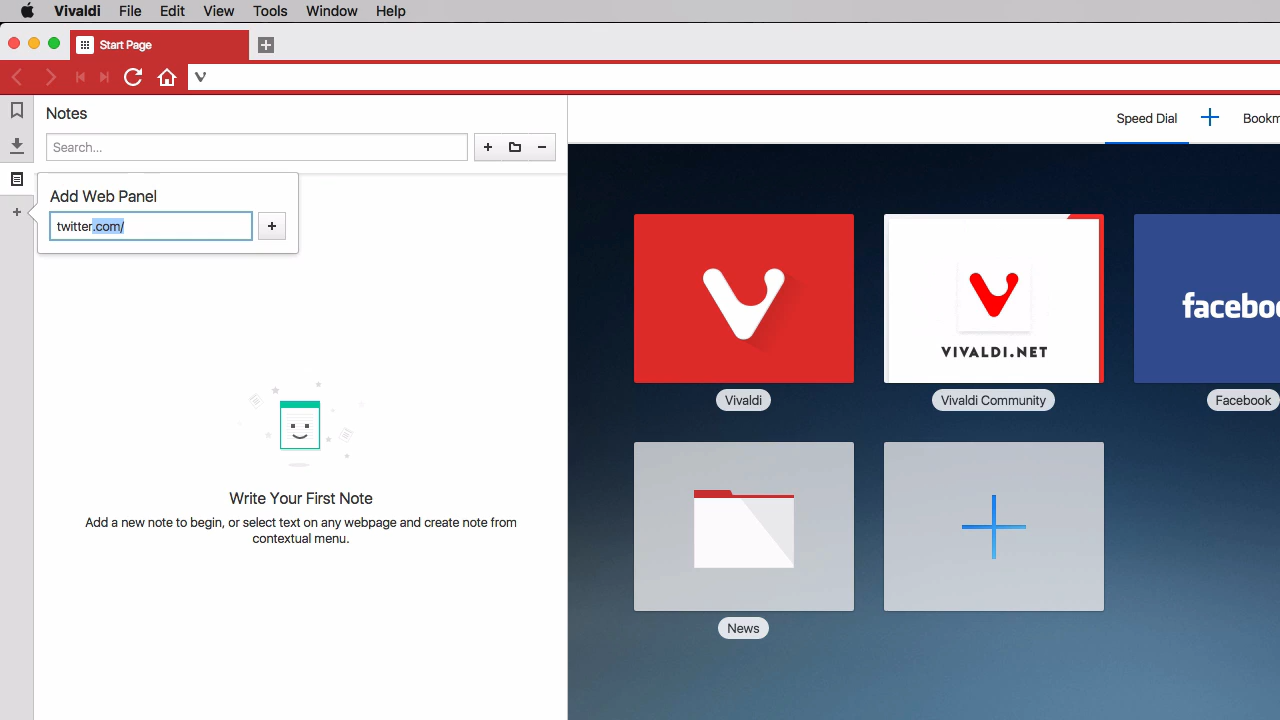 Vivaldi File Edit View Tools Window Help
Start Page
Notes
Speed Dial
Bookm
Search...
Add Web Panel
twitter.com/
VIVALDI.NET
facebo
Vivaldi
Vivaldi Community
Facebook
Write Your First Note
Add a new note to begin, or select text on any webpage and create note from
contextual menu.
News